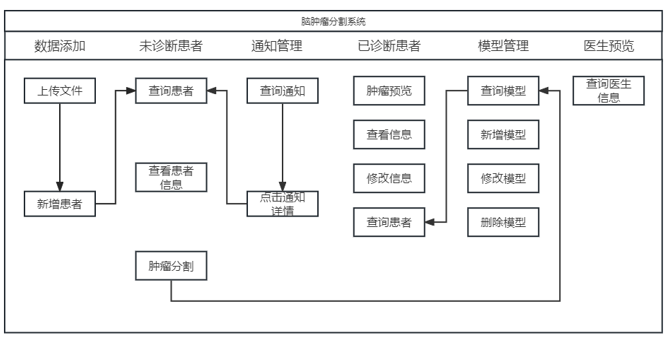 脑肿瘤分割系统
数据添加 未诊断患者 通知管理 已诊断患者 模型管理 医生预览
上传文件 查询患者 查询通知 肿瘤预览 查询模型 查询医生
信息
查看信息 新增模型
查看患者
信息
修改信息 修改模型
新增患者 点击通知
详情
查询患者 删除模型
肿瘤分割